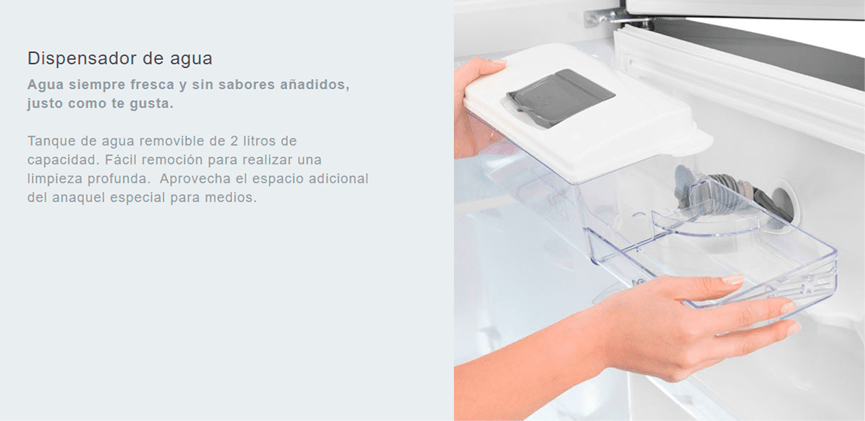 Dispensador de agua
Agua siempre fresca y sin sabores añadidos,
justo como te gusta.
Tanque de agua removible de 2 litros de
capacidad. Fácil remoción para realizar una
limpieza profunda.  Aprovecha el espacio adicional
del anaquel especial para medios.